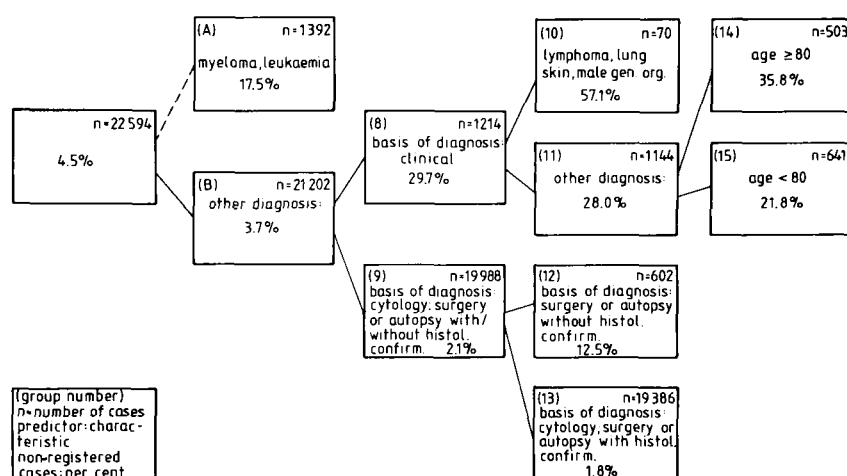 n=22594
4.5%
(A) n=1392
myeloma, leukaemia
17.5%
(B) n=21202
other diagnosis:
3.7%
(8) n=1214
basis of diagnosis:
clinical
29.7%
(9) n=19988
basis of diagnosis:
cytology: surgery
or autopsy with/
without histol.
confirm. 2.1%
(10) n=70
lymphoma, lung
skin, male gen. org.
57.1%
(11) n=1144
other diagnosis:
28.0%
(12) n=602
basis of diagnosis:
surgery or autopsy
without histol.
confirm.
12.5%
(13) n=19386
basis of diagnosis:
cytology, surgery or
autopsy with histol.
confirm.
1.8%
(14) n=503
age ≥80
35.8%
(15) n=641
age < 80
21.8%
(group number)
n=number of cases
predictor: charac-
teristic
non-registered
cases: per cent